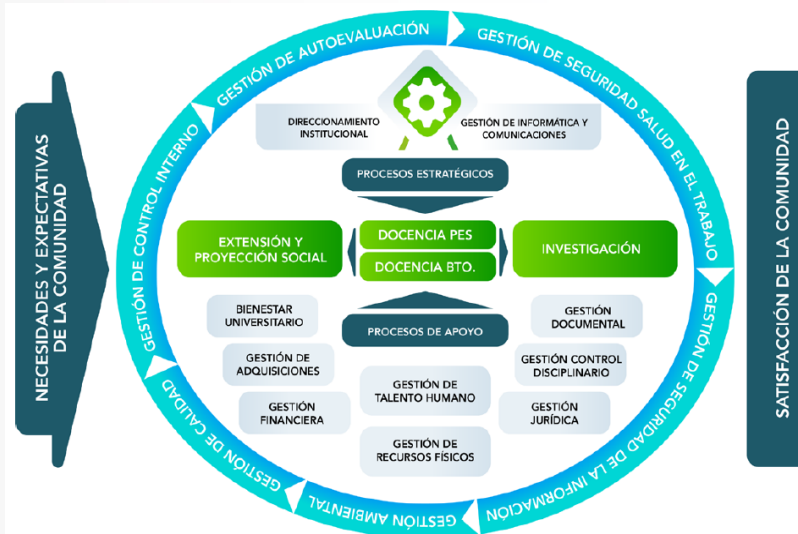 NECESIDADES Y EXPECTATIVAS
DE LA COMUNIDAD
GESTIÓN DE AUTOEVALUACIÓN
GESTIÓN DE SEGURIDAD SALUD EN EL TRABAJO
GESTIÓN DE SEGURIDAD DE LA INFORMACIÓN
GESTIÓN AMBIENTAL
GESTIÓN DE CALIDAD
GESTIÓN DE CONTROL INTERNO
DIRECCIONAMIENTO
INSTITUCIONAL
GESTIÓN DE INFORMÁTICA Y
COMUNICACIONES
PROCESOS ESTRATÉGICOS
EXTENSIÓN Y
PROYECCIÓN SOCIAL
DOCENCIA PES
DOCENCIA BTO.
INVESTIGACIÓN
PROCESOS DE APOYO
BIENESTAR
UNIVERSITARIO
GESTIÓN DE
ADQUISICIONES
GESTIÓN
FINANCIERA
GESTIÓN DE
TALENTO HUMANO
GESTIÓN DE
RECURSOS FÍSICOS
GESTIÓN
DOCUMENTAL
GESTIÓN CONTROL
DISCIPLINARIO
GESTIÓN
JURÍDICA
SATISFACCIÓN DE LA COMUNIDAD